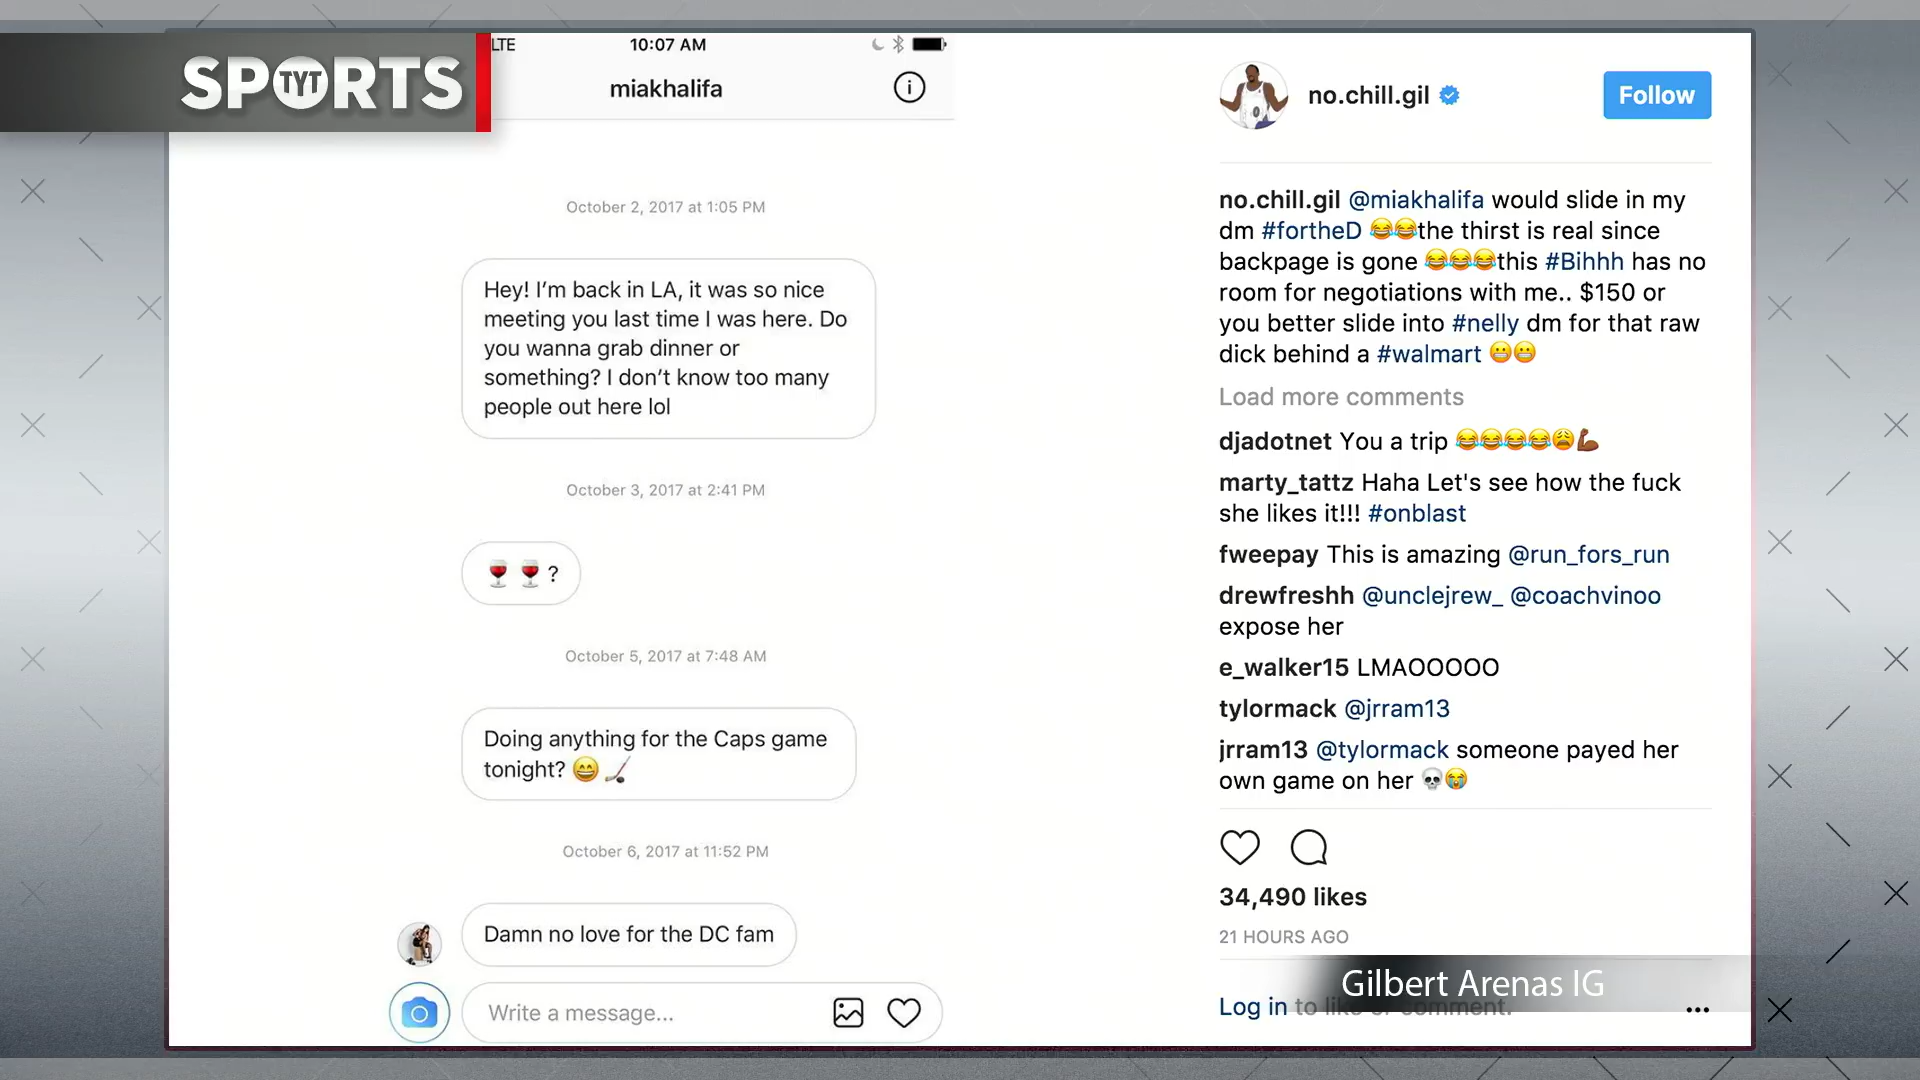 SPORTS
TYT
LTE
10:07 AM
miakhalifa
October 2, 2017 at 1:05 PM
Hey! I'm back in LA, it was so nice
meeting you last time I was here. Do
you wanna grab dinner or
something? I don't know too many
people out here lol
October 3, 2017 at 2:41 PM
🍷 🍷 ?
October 5, 2017 at 7:48 AM
Doing anything for the Caps game
tonight? 😄 🏒
October 6, 2017 at 11:52 PM
Damn no love for the DC fam
Write a message...
no.chill.gil
Follow
no.chill.gil @miakhalifa would slide in my
dm #fortheD 😂😂the thirst is real since
backpage is gone 😂😂😂this #Bihhh has no
room for negotiations with me.. $150 or
you better slide into #nelly dm for that raw
dick behind a #walmart 😬😬
Load more comments
djadotnet You a trip 😂😂😂😂😩💪🏾
marty_tattz Haha Let's see how the fuck
she likes it!!! #onblast
fweepay This is amazing @run_fors_run
drewfreshh @unclejrew_ @coachvinoo
expose her
e_walker15 LMAOOOOO
tylormack @jrram13
jrram13 @tylormack someone payed her
own game on her 💀😭
34,490 likes
21 HOURS AGO
Log in to like or comment.
Gilbert Arenas IG